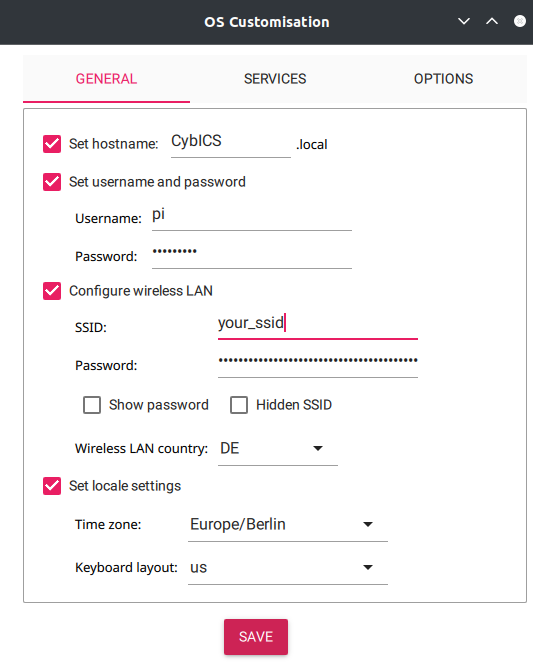 OS Customisation
GENERAL SERVICES OPTIONS
Set hostname: CybICS .local
Set username and password
Username: pi
Password: •••••••••
Configure wireless LAN
SSID: your_ssid
Password: ••••••••••••••••••••••••••••••••••••••••
Show password Hidden SSID
Wireless LAN country: DE
Set locale settings
Time zone: Europe/Berlin
Keyboard layout: us
SAVE